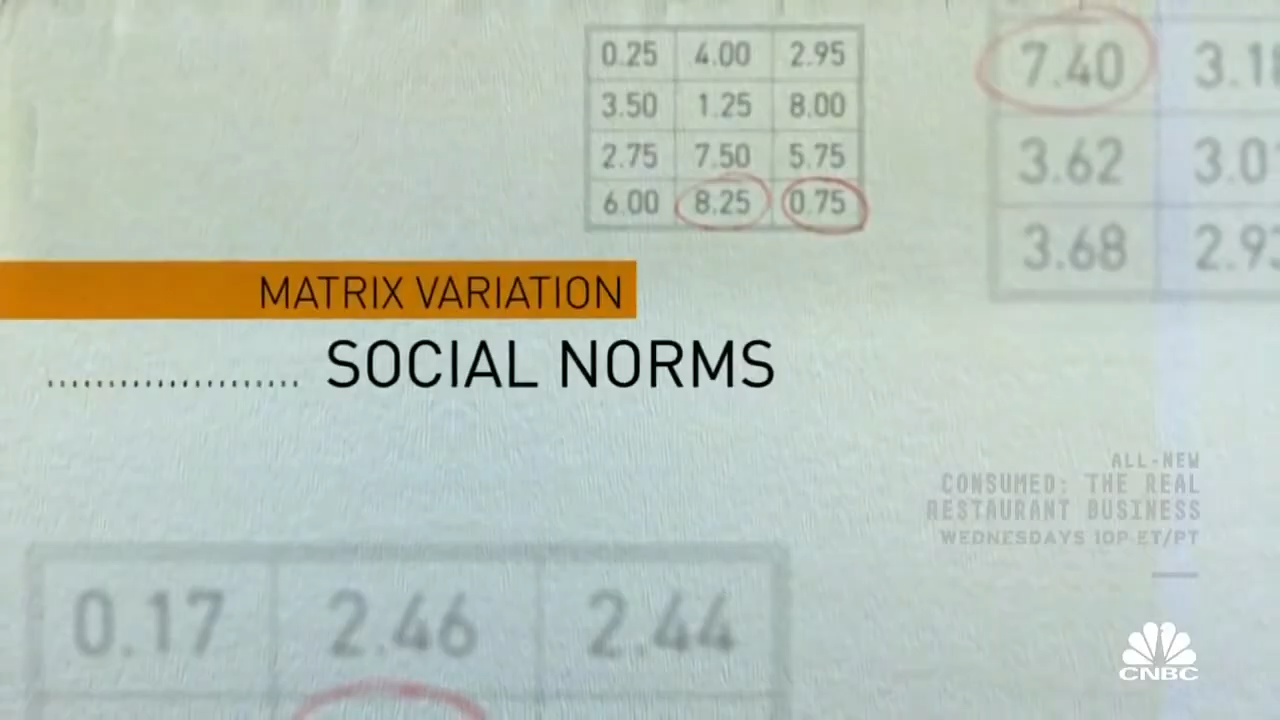 0.25 4.00 2.95
3.50 1.25 8.00
2.75 7.50 5.75
6.00 8.25 0.75
7.40
3.62
3.68
MATRIX VARIATION
SOCIAL NORMS
ALL-NEW
CONSUMED: THE REAL
RESTAURANT BUSINESS
WEDNESDAYS 10P ET/PT
0.17 2.46 2.44
CNBC